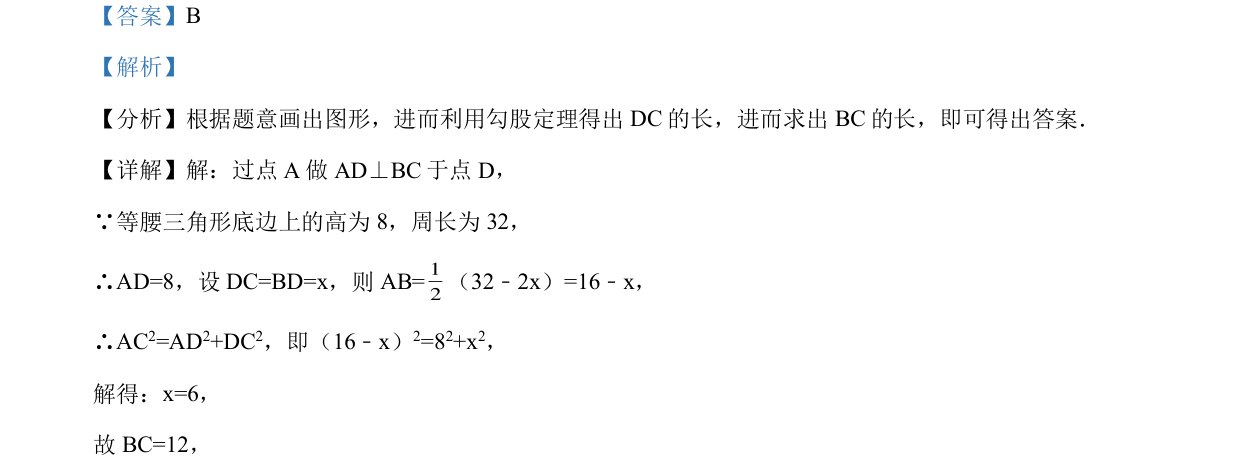 【答案】B
【解析】
【分析】根据题意画出图形，进而利用勾股定理得出 DC 的长，进而求出 BC 的长，即可得出答案．
【详解】解：过点 A 做 AD⊥BC 于点 D，
∵等腰三角形底边上的高为 8，周长为 32，
∴AD=8，设 DC=BD=x，则 AB=\frac{1}{2}（32﹣2x）=16﹣x，
∴AC²=AD²+DC²，即（16﹣x）²=8²+x²，
解得：x=6，
故 BC=12，